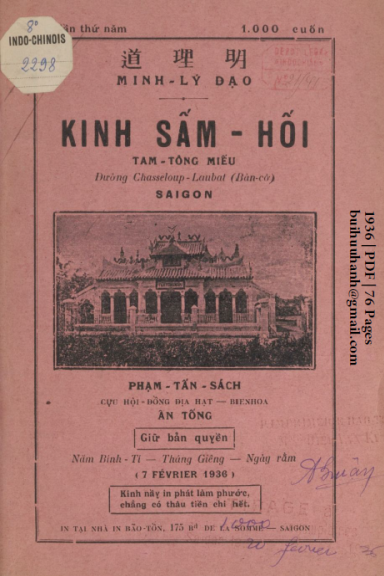 8°
INDO-CHINOIS
2298
thứ năm
1.000 cuốn
道 理 明
MINH-LÝ ĐẠO
KINH SẤM - HỐI
TAM-TÔNG MIẾU
Đường Chasseloup-Laubat (Bàn-cờ)
SAIGON
PHẠM-TẤN-SÁCH
CỰU HỘI-ĐỒNG ĐỊA HẠT — BIENHOA
ÀN TỐNG
Giữ bản quyền
Năm Bính-Tí — Tháng Giêng — Ngày rằm
(7 FÉVRIER 1936)
Kinh nầy in phát làm phước,
chẳng có thâu tiền chi hết.
IN TẠI NHÀ IN BẢO-TỒN, 175 Bd DE LA SOMME — SAIGON
1936 | PDF | 76 Pages
buihuuhanh@gmail.com